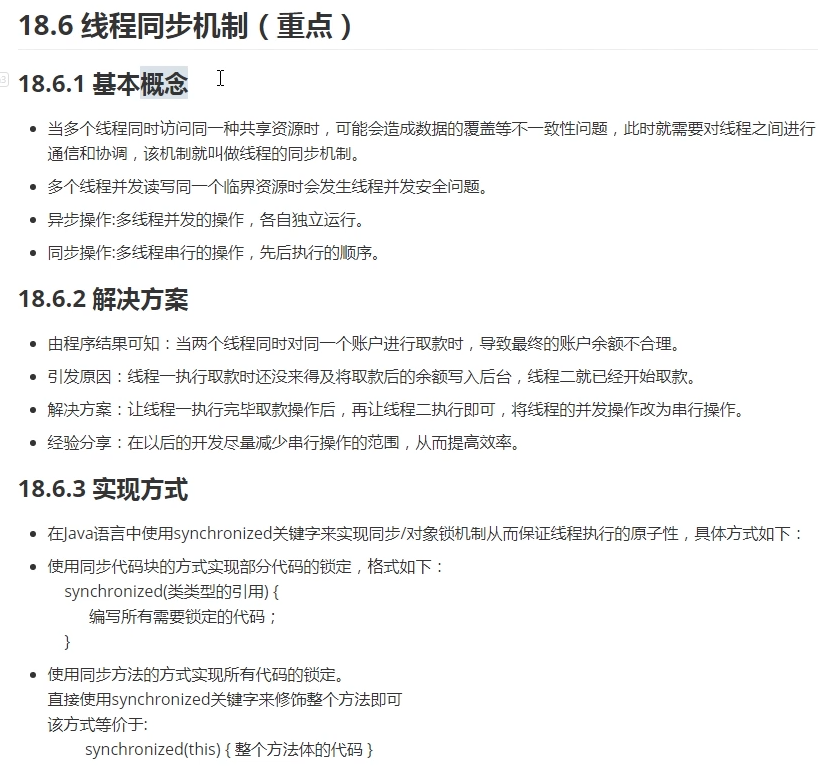 18.6 线程同步机制（重点）
18.6.1 基本概念
当多个线程同时访问同一种共享资源时，可能会造成数据的覆盖等不一致性问题，此时就需要对线程之间进行
通信和协调，该机制就叫做线程的同步机制。
多个线程并发读写同一个临界资源时会发生线程并发安全问题。
异步操作:多线程并发的操作，各自独立运行。
同步操作:多线程串行的操作，先后执行的顺序。
18.6.2 解决方案
由程序结果可知：当两个线程同时对同一个账户进行取款时，导致最终的账户余额不合理。
引发原因：线程一执行取款时还没来得及将取款后的余额写入后台，线程二就已经开始取款。
解决方案：让线程一执行完毕取款操作后，再让线程二执行即可，将线程的并发操作改为串行操作。
经验分享：在以后的开发尽量减少串行操作的范围，从而提高效率。
18.6.3 实现方式
在Java语言中使用synchronized关键字来实现同步/对象锁机制从而保证线程执行的原子性，具体方式如下：
使用同步代码块的方式实现部分代码的锁定，格式如下：
synchronized(类类型的引用) {
编写所有需要锁定的代码；
}
使用同步方法的方式实现所有代码的锁定。
直接使用synchronized关键字来修饰整个方法即可
该方式等价于:
synchronized(this) { 整个方法体的代码 }